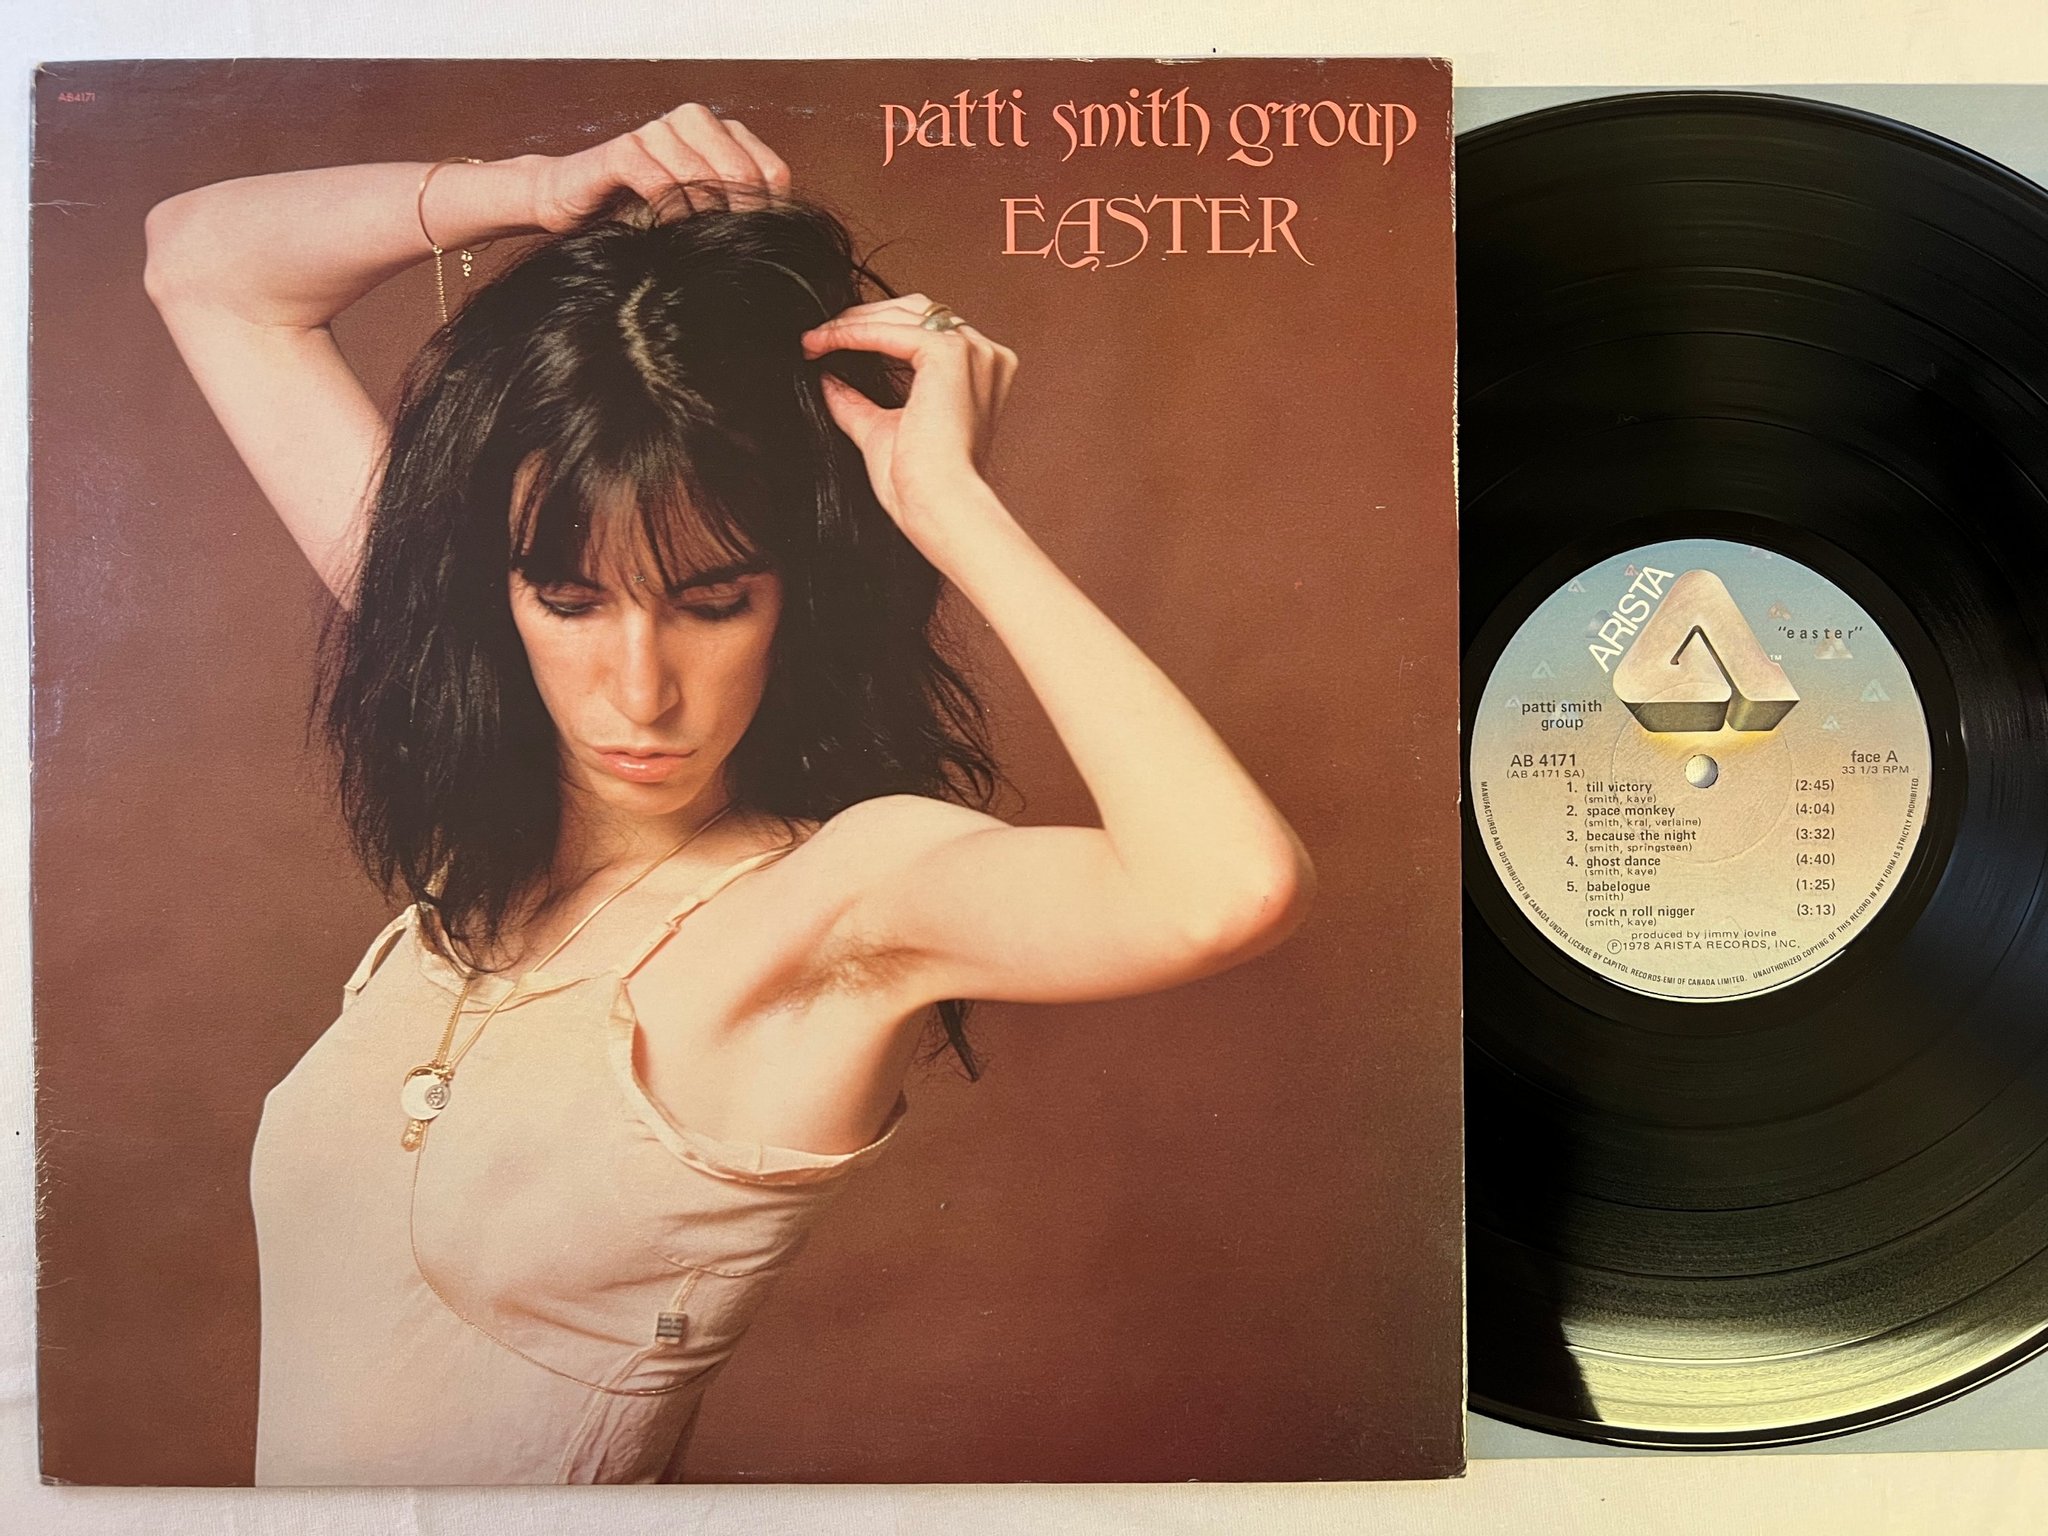 AB4171
patti smith group
EASTER
ARISTA
TM
"easter"
patti smith
group
AB 4171
(AB 4171 SA)
face A
33 1/3 RPM
1. till victory (2:45)
(smith, kaye)
2. space monkey (4:04)
(smith, kral, verlaine)
3. because the night (3:32)
(smith, springsteen)
4. ghost dance (4:40)
(smith, kaye)
5. babelogue (1:25)
(smith)
rock n roll nigger (3:13)
(smith, kaye)
produced by jimmy iovine
Ⓟ1978 ARISTA RECORDS, INC.
MANUFACTURED AND DISTRIBUTED IN CANADA UNDER LICENSE BY CAPITOL RECORDS-EMI OF CANADA LIMITED. UNAUTHORIZED COPYING OF THIS RECORD IN ANY FORM IS STRICTLY PROHIBITED.